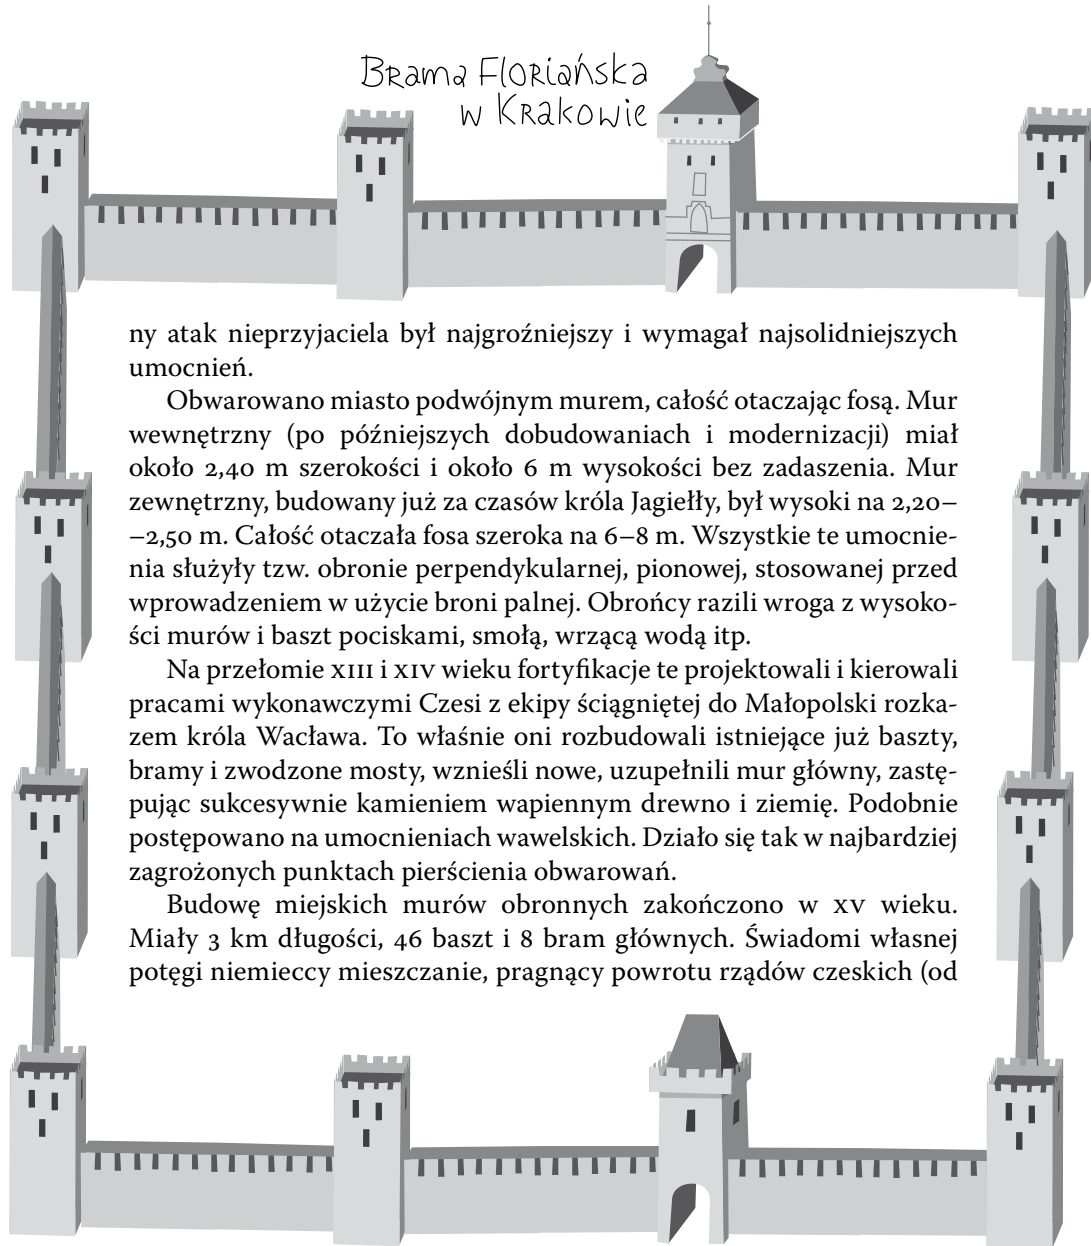 Brama Floriańska
w Krakowie
ny atak nieprzyjaciela był najgroźniejszy i wymagał najsolidniejszych
umocnień.
Obwarowano miasto podwójnym murem, całość otaczając fosą. Mur
wewnętrzny (po późniejszych dobudowaniach i modernizacji) miał
około 2,40 m szerokości i około 6 m wysokości bez zadaszenia. Mur
zewnętrzny, budowany już za czasów króla Jagiełły, był wysoki na 2,20–
–2,50 m. Całość otaczała fosa szeroka na 6–8 m. Wszystkie te umocnie-
nia służyły tzw. obronie perpendykularnej, pionowej, stosowanej przed
wprowadzeniem w użycie broni palnej. Obrońcy razili wroga z wysoko-
ści murów i baszt pociskami, smołą, wrzącą wodą itp.
Na przełomie XIII i XIV wieku fortyfikacje te projektowali i kierowali
pracami wykonawczymi Czesi z ekipy ściągniętej do Małopolski rozka-
zem króla Wacława. To właśnie oni rozbudowali istniejące już baszty,
bramy i zwodzone mosty, wznieśli nowe, uzupełnili mur główny, zastę-
pując sukcesywnie kamieniem wapiennym drewno i ziemię. Podobnie
postępowano na umocnieniach wawelskich. Działo się tak w najbardziej
zagrożonych punktach pierścienia obwarowań.
Budowę miejskich murów obronnych zakończono w XV wieku.
Miały 3 km długości, 46 baszt i 8 bram głównych. Świadomi własnej
potęgi niemieccy mieszczanie, pragnący powrotu rządów czeskich (od